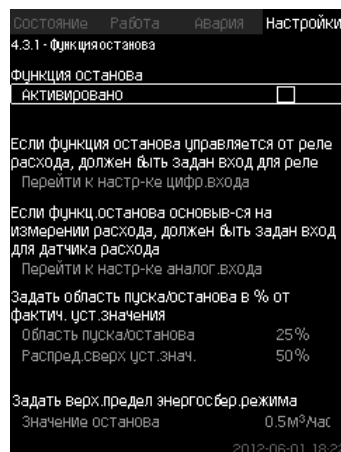 Состояние Работа Авария Настройки
4.3.1 - Функция останова
Функция останова
Активировано
Если функция останова управляется от реле
расхода, должен быть задан вход для реле
Перейти к настр-ке цифр.входа
Если функц.останова основыв-ся на
измерении расхода, должен быть задан вход
для датчика расхода
Перейти к настр-ке аналог.входа
Задать область пуска/останова в % от
фактич. уст.значения
Область пуска/останова 25%
Распред.сверх уст.знач. 50%
Задать верх.предел энергосбер.режима
Значение останова 0.5м³/час
2012-06-01 18:2